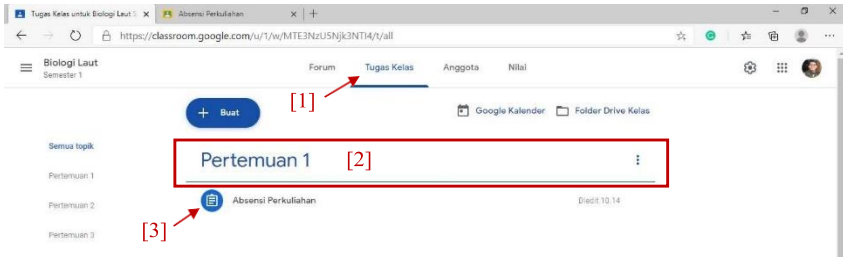 Tugas Kelas untuk Biologi Laut S
Absensi Perkuliahan
https://classroom.google.com/u/1/w/MTE3NzU5Njk3NTI4/t/all
Biologi Laut
Semester 1
Forum Tugas Kelas Anggota Nilai
[1]
+ Buat
Google Kalender Folder Drive Kelas
Semua topik
Pertemuan 1
Pertemuan 2
Pertemuan 3
Pertemuan 1 [2]
Absensi Perkuliahan Diedit 10.14
[3]